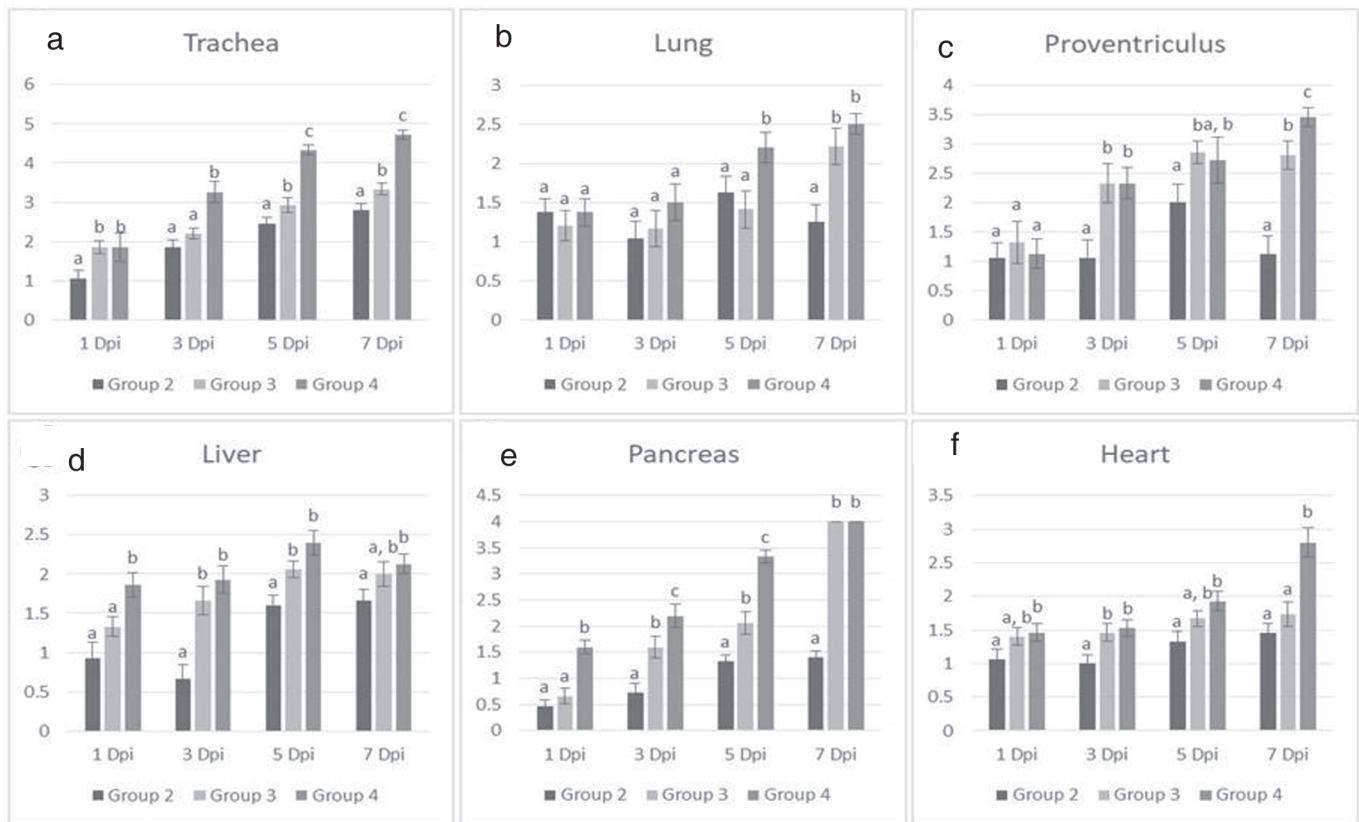 a Trachea
6
5
4
3
2
1
0
a b b a a b a b c a b c
1 Dpi 3 Dpi 5 Dpi 7 Dpi
Group 2 Group 3 Group 4
b Lung
3
2.5
2
1.5
1
0.5
0
a a a a a a a a b a b b
1 Dpi 3 Dpi 5 Dpi 7 Dpi
Group 2 Group 3 Group 4
c Proventriculus
4
3.5
3
2.5
2
1.5
1
0.5
0
a a a a b b a ba, b a b c
1 Dpi 3 Dpi 5 Dpi 7 Dpi
Group 2 Group 3 Group 4
d Liver
3
2.5
2
1.5
1
0.5
0
a a b a b b a b b a a, b b
1 Dpi 3 Dpi 5 Dpi 7 Dpi
Group 2 Group 3 Group 4
e Pancreas
4.5
4
3.5
3
2.5
2
1.5
1
0.5
0
a a b a b c a b c a b b
1 Dpi 3 Dpi 5 Dpi 7 Dpi
Group 2 Group 3 Group 4
f Heart
3.5
3
2.5
2
1.5
1
0.5
0
a a, b b a b b a a, b b a a b
1 Dpi 3 Dpi 5 Dpi 7 Dpi
Group 2 Group 3 Group 4